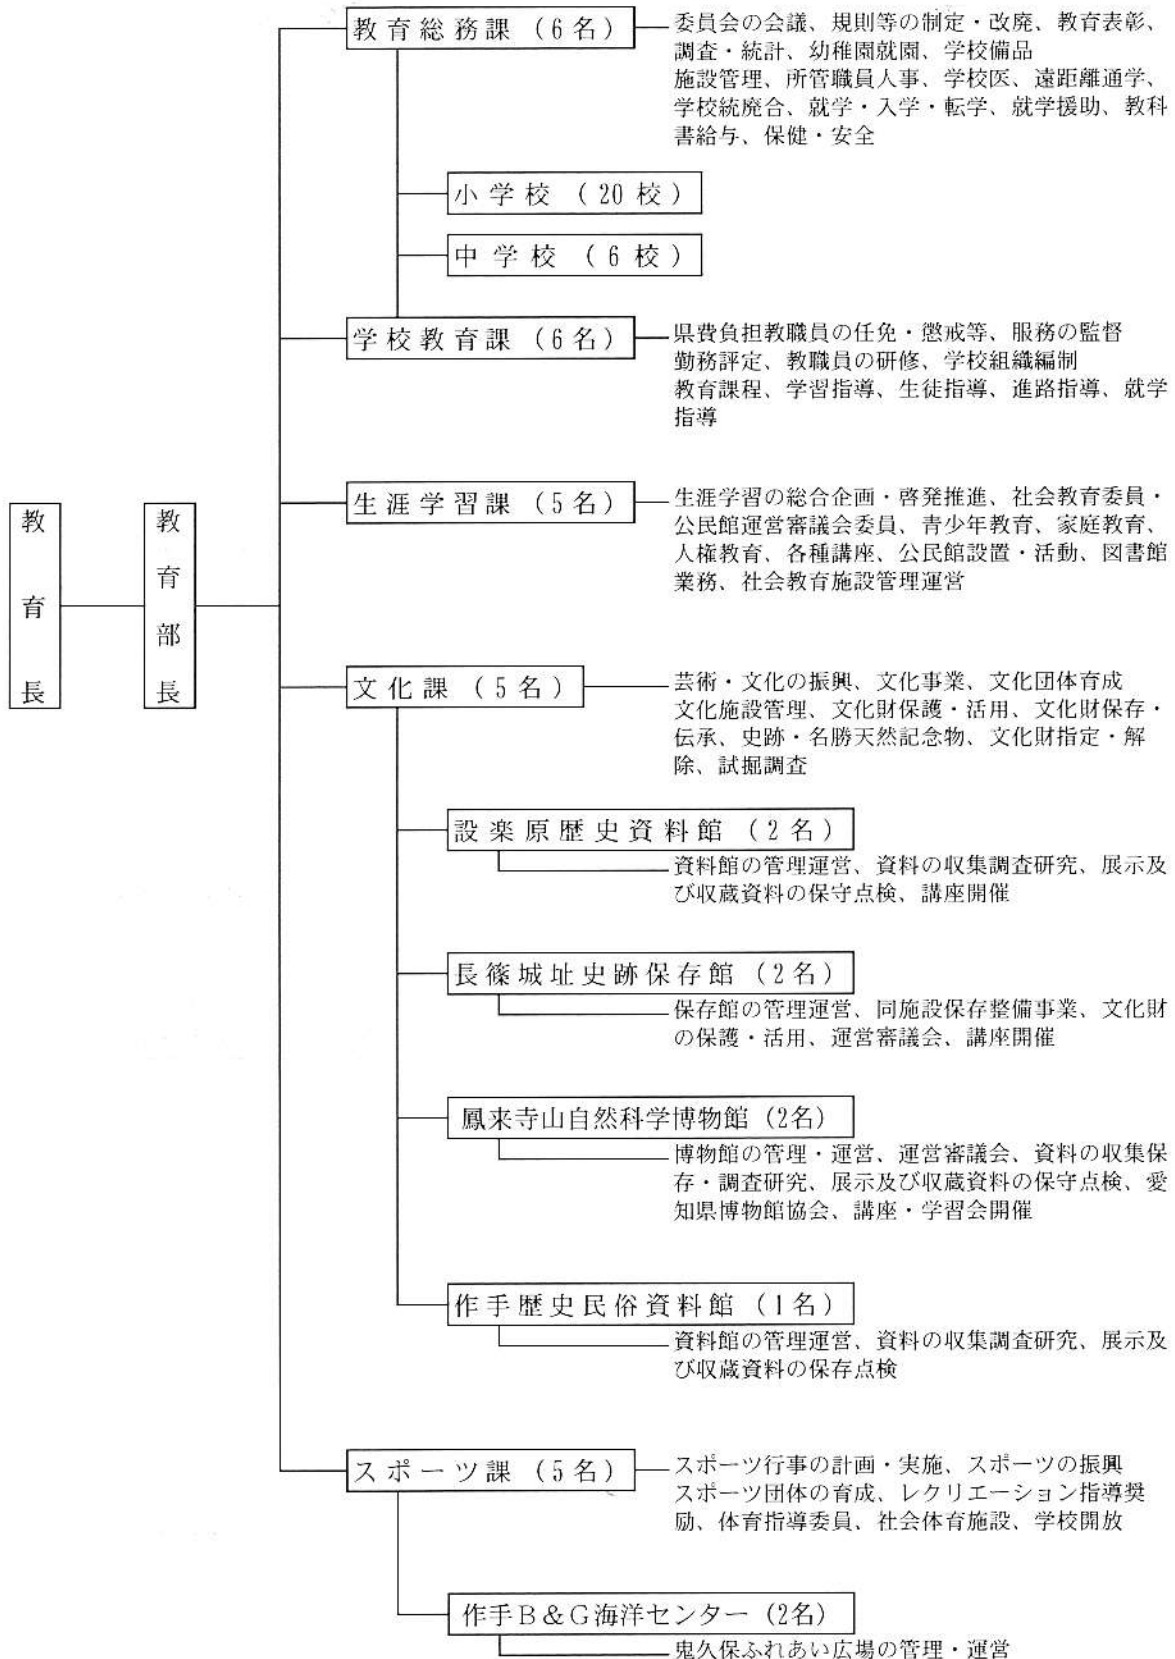 教育長
教育部長
教育総務課（6名）
委員会の会議、規則等の制定・改廃、教育表彰、
調査・統計、幼稚園就園、学校備品
施設管理、所管職員人事、学校医、遠距離通学、
学校統廃合、就学・入学・転学、就学援助、教科
書給与、保健・安全
小学校（20校）
中学校（6校）
学校教育課（6名）
県費負担教職員の任免・懲戒等、服務の監督
勤務評定、教職員の研修、学校組織編制
教育課程、学習指導、生徒指導、進路指導、就学
指導
生涯学習課（5名）
生涯学習の総合企画・啓発推進、社会教育委員・
公民館運営審議会委員、青少年教育、家庭教育、
人権教育、各種講座、公民館設置・活動、図書館
業務、社会教育施設管理運営
文化課（5名）
芸術・文化の振興、文化事業、文化団体育成
文化施設管理、文化財保護・活用、文化財保存・
伝承、史跡・名勝天然記念物、文化財指定・解
除、試掘調査
設楽原歴史資料館（2名）
資料館の管理運営、資料の収集調査研究、展示及
び収蔵資料の保守点検、講座開催
長篠城址史跡保存館（2名）
保存館の管理運営、同施設保存整備事業、文化財
の保護・活用、運営審議会、講座開催
鳳来寺山自然科学博物館（2名）
博物館の管理・運営、運営審議会、資料の収集保
存・調査研究、展示及び収蔵資料の保守点検、愛
知県博物館協会、講座・学習会開催
作手歴史民俗資料館（1名）
資料館の管理運営、資料の収集調査研究、展示及
び収蔵資料の保存点検
スポーツ課（5名）
スポーツ行事の計画・実施、スポーツの振興
スポーツ団体の育成、レクリエーション指導奨
励、体育指導委員、社会体育施設、学校開放
作手Ｂ＆Ｇ海洋センター（2名）
鬼久保ふれあい広場の管理・運営